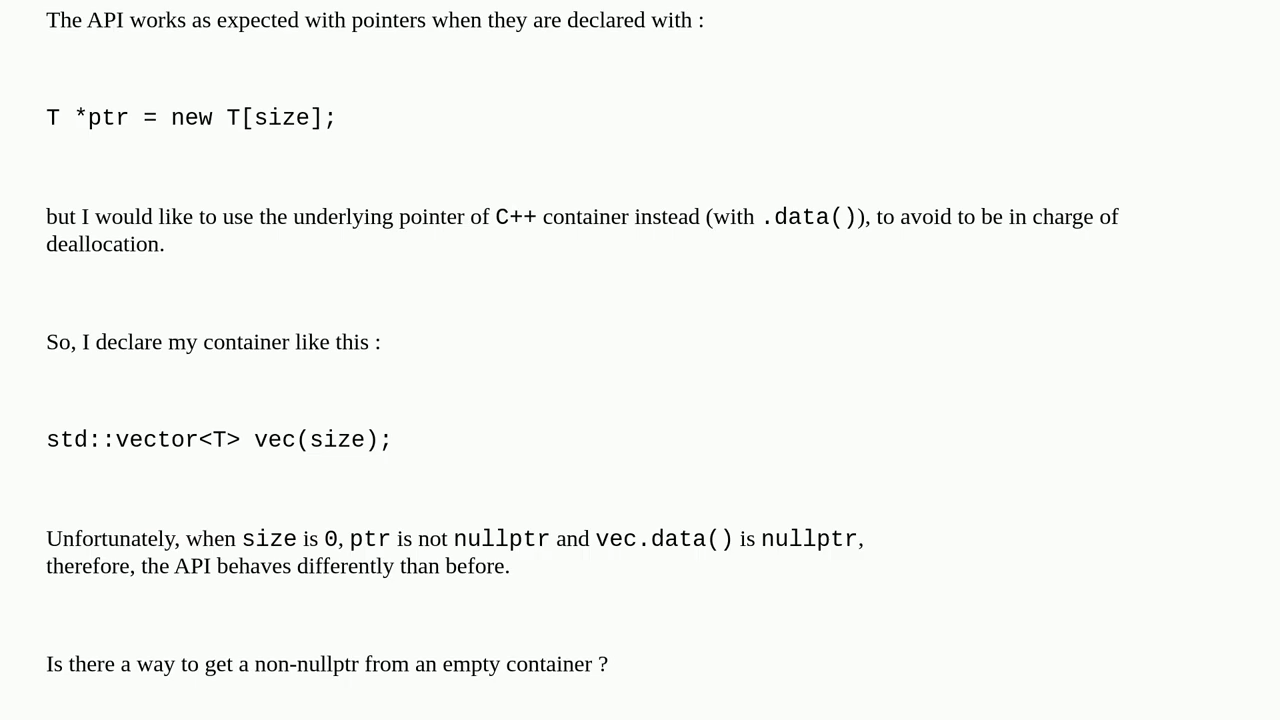 The API works as expected with pointers when they are declared with :
T *ptr = new T[size];
but I would like to use the underlying pointer of C++ container instead (with .data()), to avoid to be in charge of
deallocation.
So, I declare my container like this :
std::vector<T> vec(size);
Unfortunately, when size is 0, ptr is not nullptr and vec.data() is nullptr,
therefore, the API behaves differently than before.
Is there a way to get a non-nullptr from an empty container ?